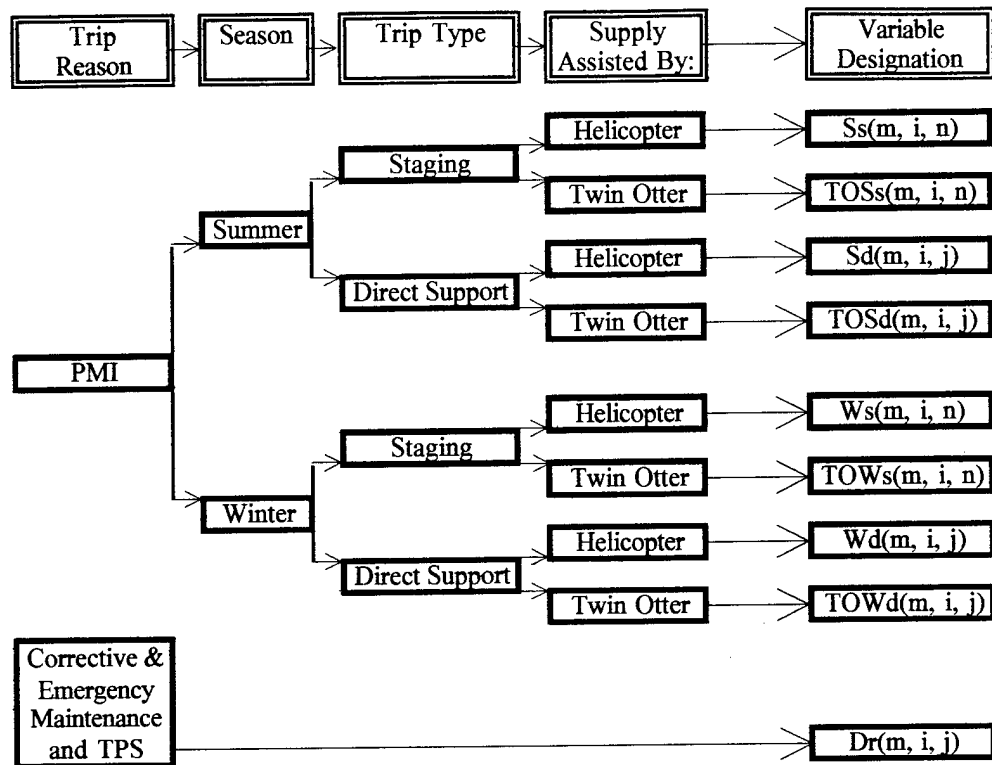 Trip Reason
Season
Trip Type
Supply Assisted By:
Variable Designation
Helicopter
Ss(m, i, n)
Staging
Twin Otter
TOSs(m, i, n)
Summer
Helicopter
Sd(m, i, j)
Direct Support
Twin Otter
TOSd(m, i, j)
PMI
Helicopter
Ws(m, i, n)
Staging
Twin Otter
TOWs(m, i, n)
Winter
Helicopter
Wd(m, i, j)
Direct Support
Twin Otter
TOWd(m, i, j)
Corrective &
Emergency
Maintenance
and TPS
Dr(m, i, j)